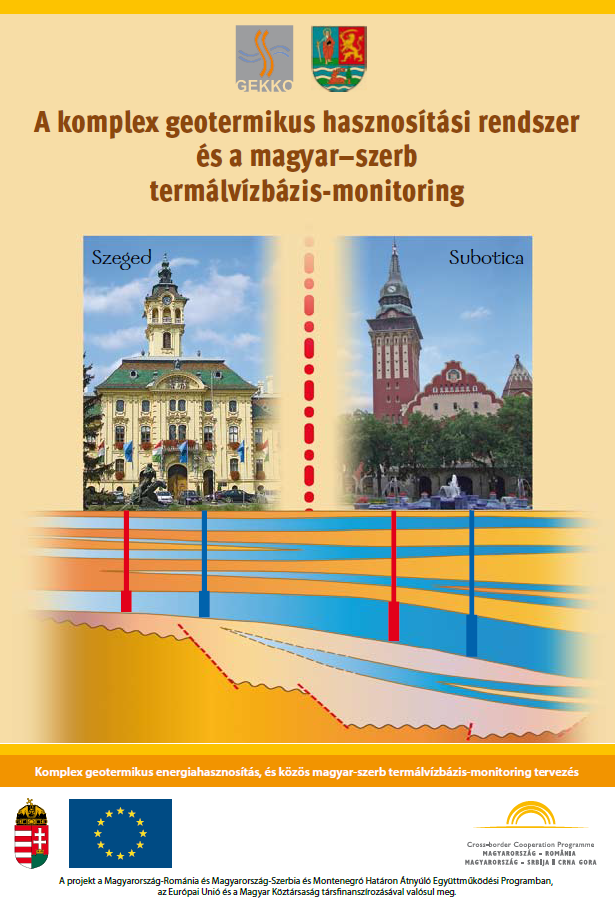 GEKKO
A komplex geotermikus hasznosítási rendszer
és a magyar–szerb
termálvízbázis-monitoring
Szeged
Subotica
Komplex geotermikus energiahasznosítás, és közös magyar-szerb termálvízbázis-monitoring tervezés
Cross-border Cooperation Programme
MAGYARORSZÁG - ROMÂNIA
MAGYARORSZÁG - SRBIJA I CRNA GORA
A projekt a Magyarország-Románia és Magyarország-Szerbia és Montenegró Határon Átnyúló Együttműködési Programban,
az Európai Unió és a Magyar Köztársaság társfinanszírozásával valósul meg.